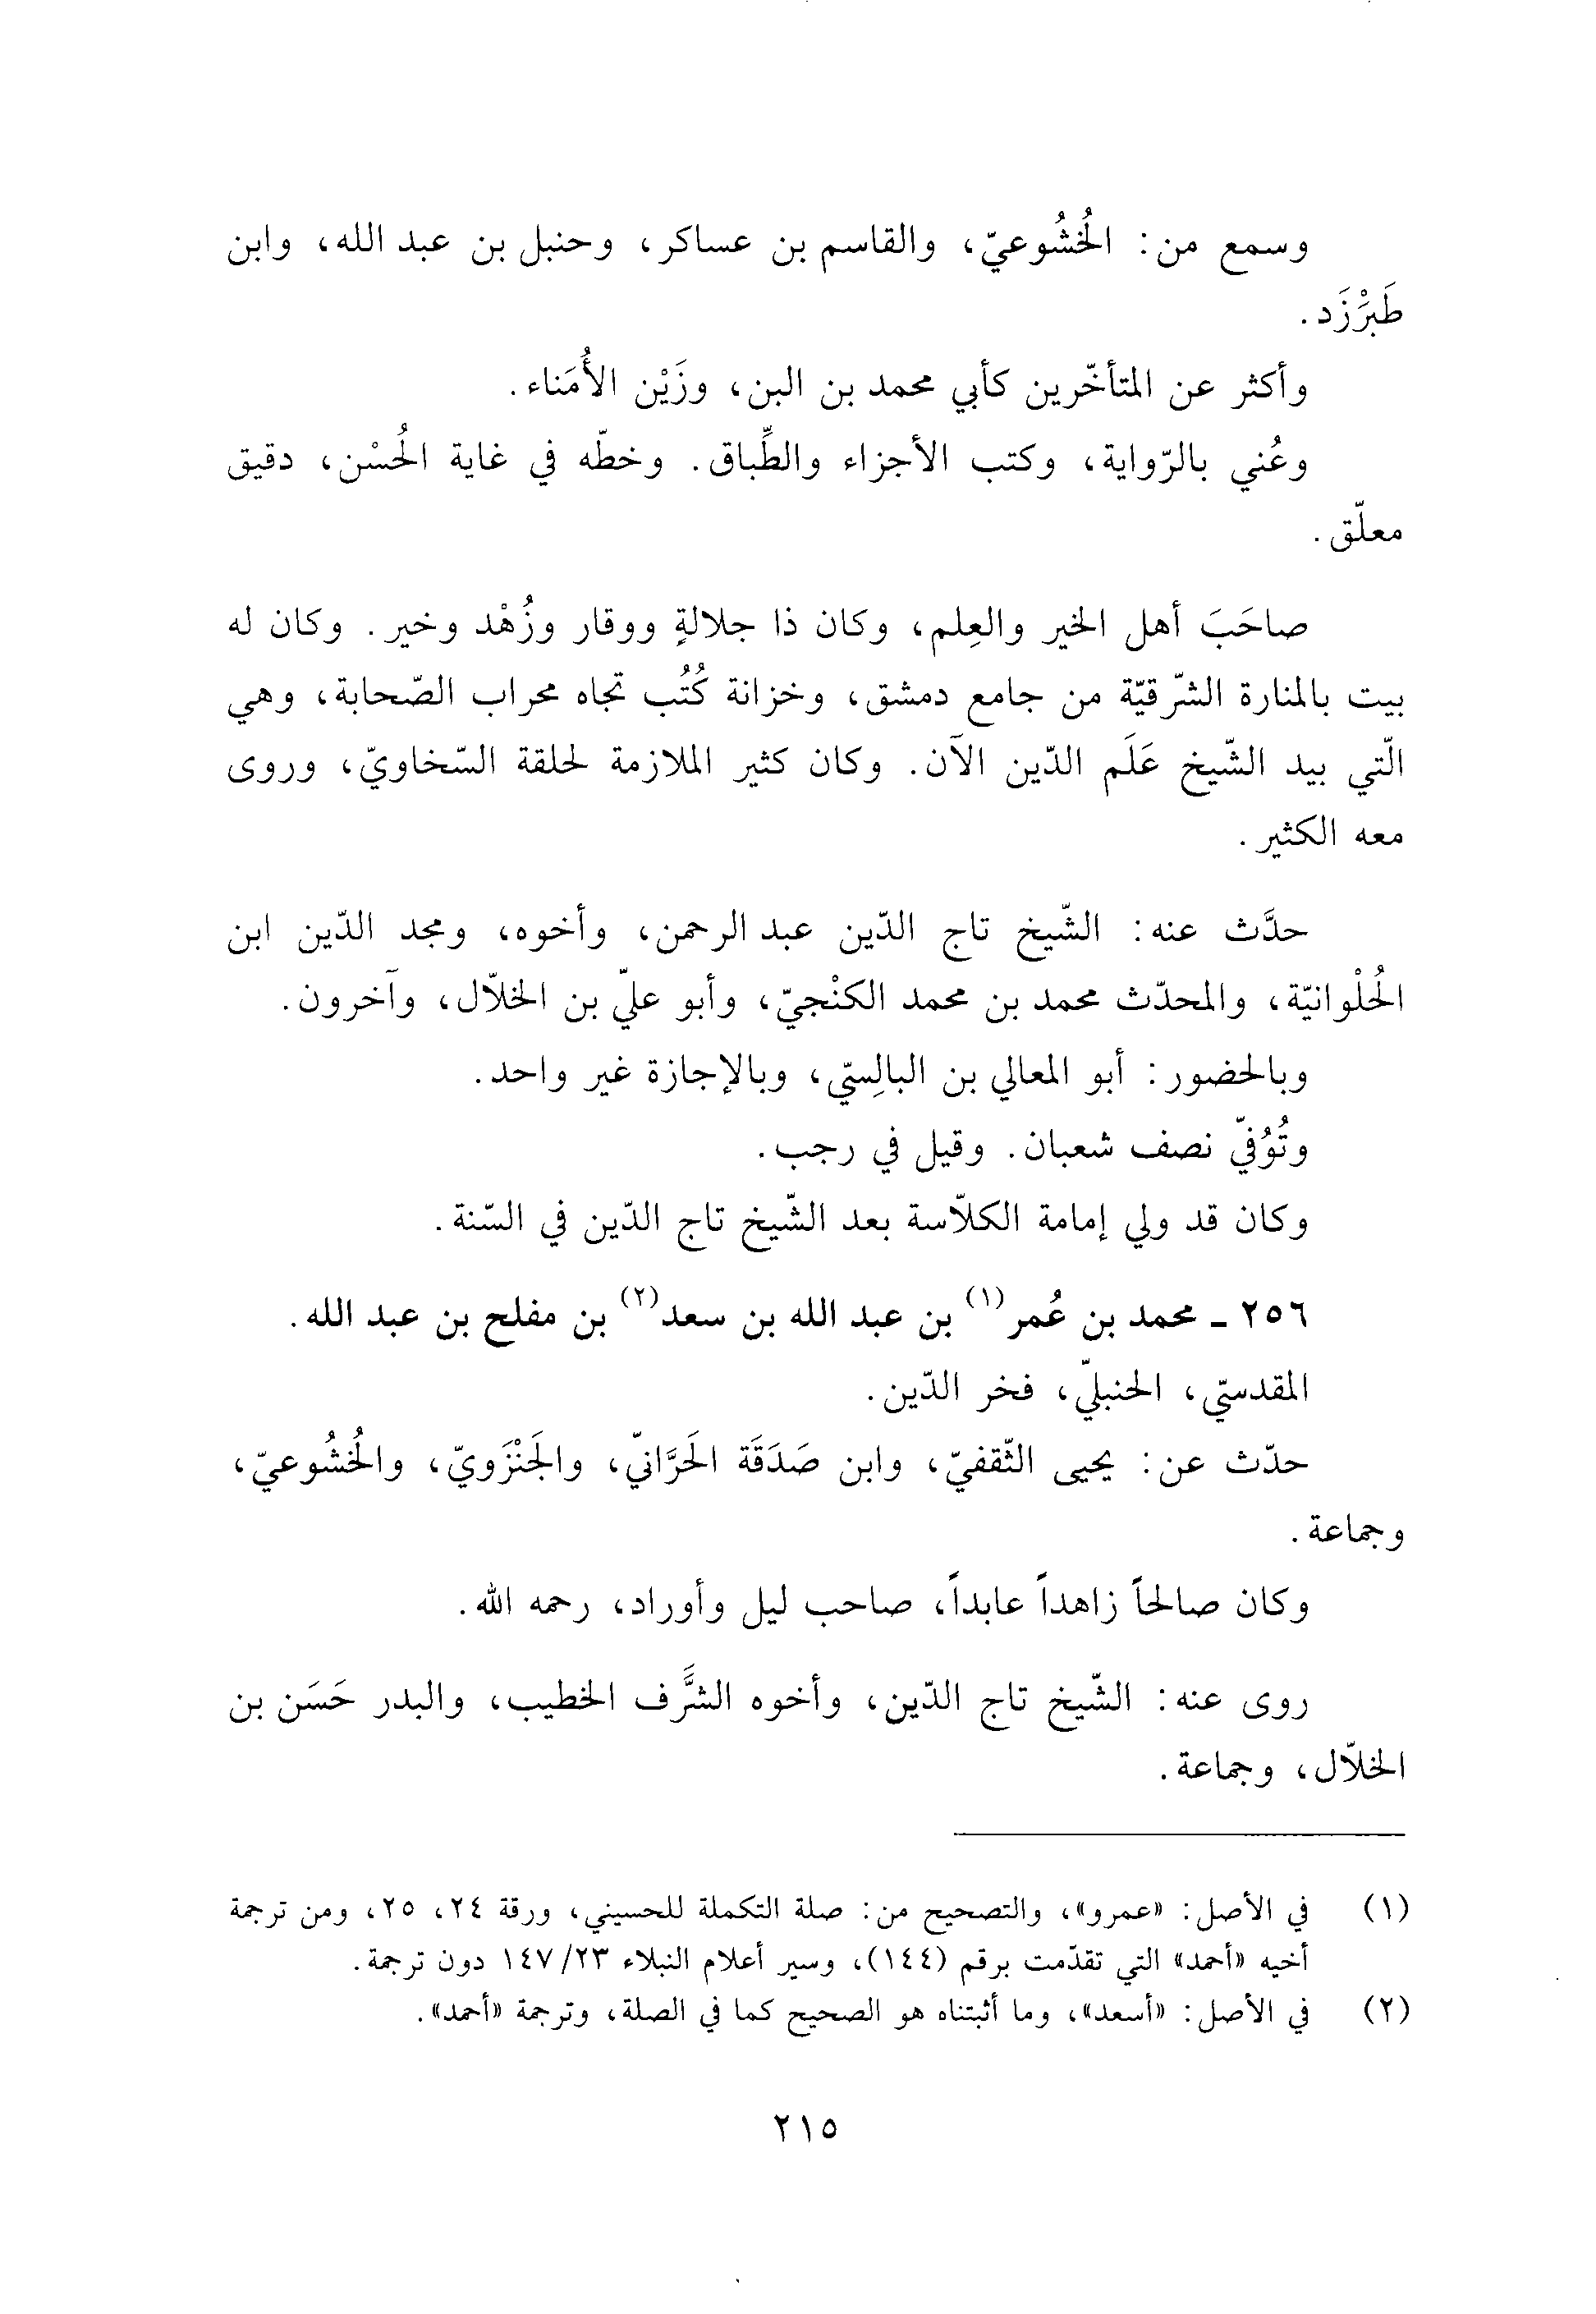 وسمع من: الخُشُوعيّ، والقاسم بن عساكر، وحنبل بن عبد الله، وابن
طَبَرْزَد.
وأكثر عن المتأخّرين كأبي محمد بن البن، وزَيْن الأُمَناء.
وعُني بالرّواية، وكتب الأجزاء والطِّباق. وخطّه في غاية الحُسْن، دقيق
معلّق.
صاحَبَ أهل الخير والعِلم، وكان ذا جلالةٍ ووقار وزُهْد وخير. وكان له
بيت بالمنارة الشّرقيّة من جامع دمشق، وخزانة كُتُب تجاه محراب الصّحابة، وهي
الّتي بيد الشّيخ عَلَم الدّين الآن. وكان كثير الملازمة لحلقة السّخاويّ، وروى
معه الكثير.
حدَّث عنه: الشّيخ تاج الدّين عبد الرحمن، وأخوه، ومجد الدّين ابن
الحُلْوانيّة، والمحدّث محمد بن محمد الكنْجيّ، وأبو عليّ بن الخلاّل، وآخرون.
وبالحضور: أبو المعالي بن البالِسيّ، وبالإجازة غير واحد.
وتُوُفيّ نصف شعبان. وقيل في رجب.
وكان قد ولي إمامة الكلاّسة بعد الشّيخ تاج الدّين في السّنة.
٢٥٦ ـ محمد بن عُمر(١) بن عبد الله بن سعد(٢) بن مفلح بن عبد الله.
المقدسيّ، الحنبليّ، فخر الدّين.
حدّث عن: يحيى الثّقفيّ، وابن صَدَقَة الحَرَّانيّ، والجَنْزَويّ، والخُشُوعيّ،
وجماعة.
وكان صالحاً زاهداً عابداً، صاحب ليل وأوراد، رحمه الله.
روى عنه: الشّيخ تاج الدّين، وأخوه الشَّرَف الخطيب، والبدر حَسَن بن
الخلاّل، وجماعة.
(١) في الأصل: «عمرو»، والتصحيح من: صلة التكملة للحسيني، ورقة ٢٤، ٢٥، ومن ترجمة
أخيه «أحمد» التي تقدّمت برقم (١٤٤)، وسير أعلام النبلاء ٢٣/١٤٧ دون ترجمة.
(٢) في الأصل: «أسعد»، وما أثبتناه هو الصحيح كما في الصلة، وترجمة «أحمد».
٢١٥